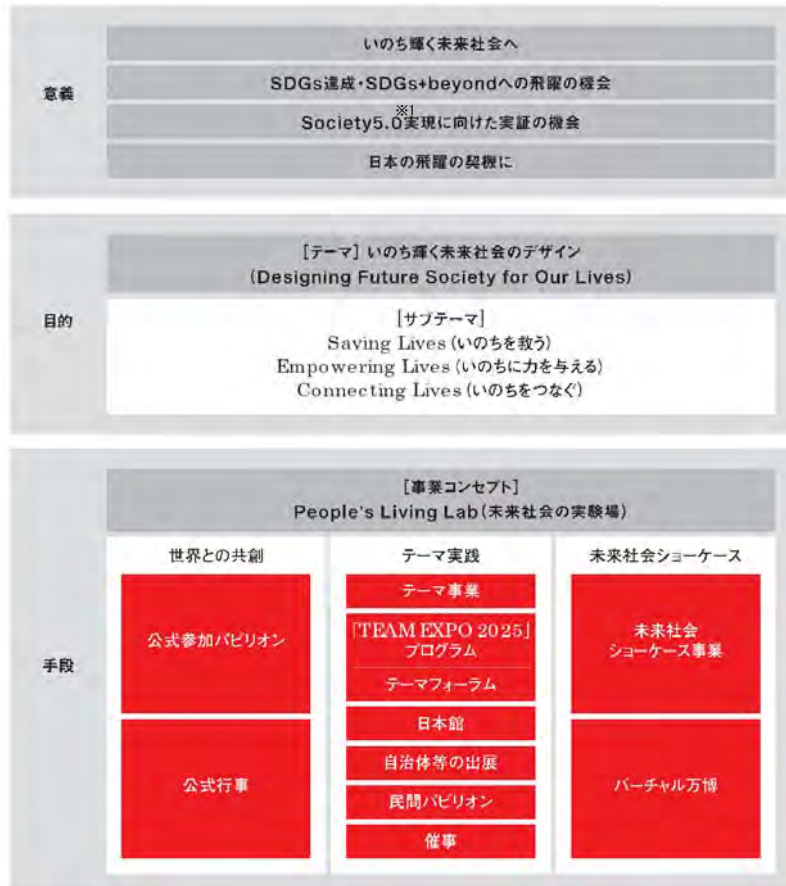 意義
いのち輝く未来社会へ
SDGs達成・SDGs+beyondへの飛躍の機会
Society5.0※1実現に向けた実証の機会
日本の飛躍の契機に
目的
[テーマ] いのち輝く未来社会のデザイン
(Designing Future Society for Our Lives)
[サブテーマ]
Saving Lives (いのちを救う)
Empowering Lives (いのちに力を与える)
Connecting Lives (いのちをつなぐ)
手段
[事業コンセプト]
People's Living Lab(未来社会の実験場)
世界との共創
公式参加パビリオン
公式行事
テーマ実践
テーマ事業
「TEAM EXPO 2025」
プログラム
テーマフォーラム
日本館
自治体等の出展
民間パビリオン
催事
未来社会ショーケース
未来社会
ショーケース事業
バーチャル万博